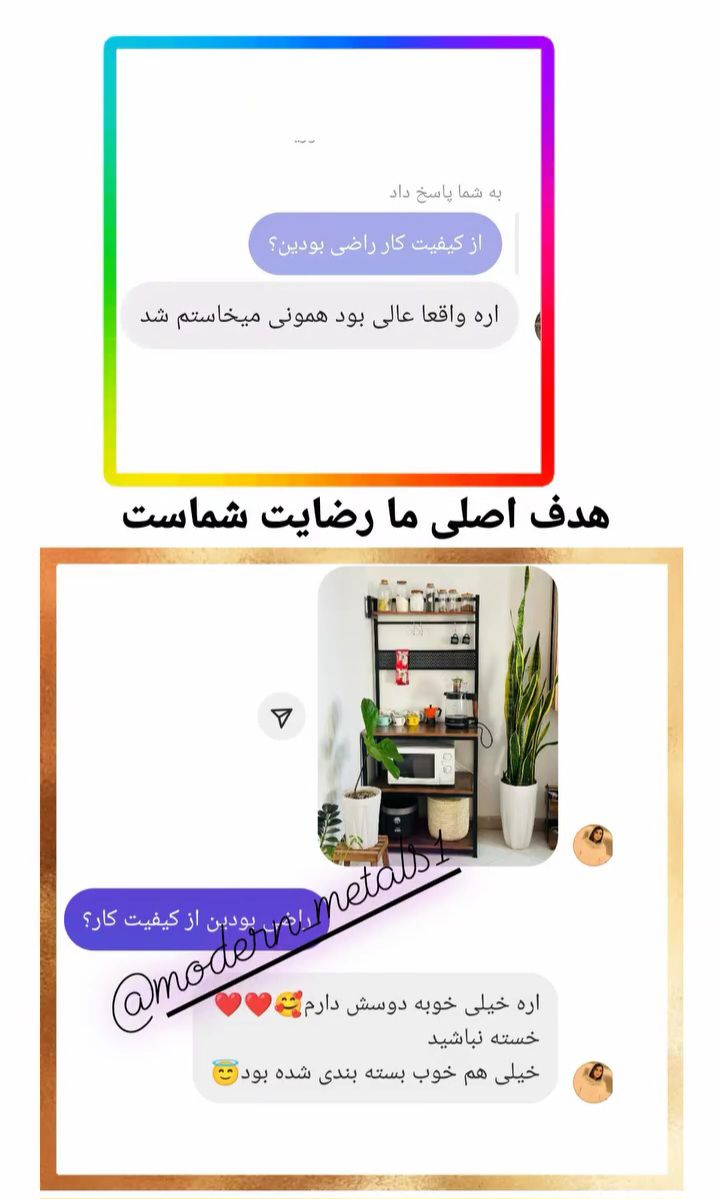 به شما پاسخ داد
از کیفیت کار راضی بودین؟
اره واقعا عالی بود همونی میخاستم شد
هدف اصلی ما رضایت شماست
راضی بودین از کیفیت کار؟
@modern_metals1
اره خیلی خوبه دوسش دارم🥰❤️❤️
خسته نباشید
خیلی هم خوب بسته بندی شده بود😇